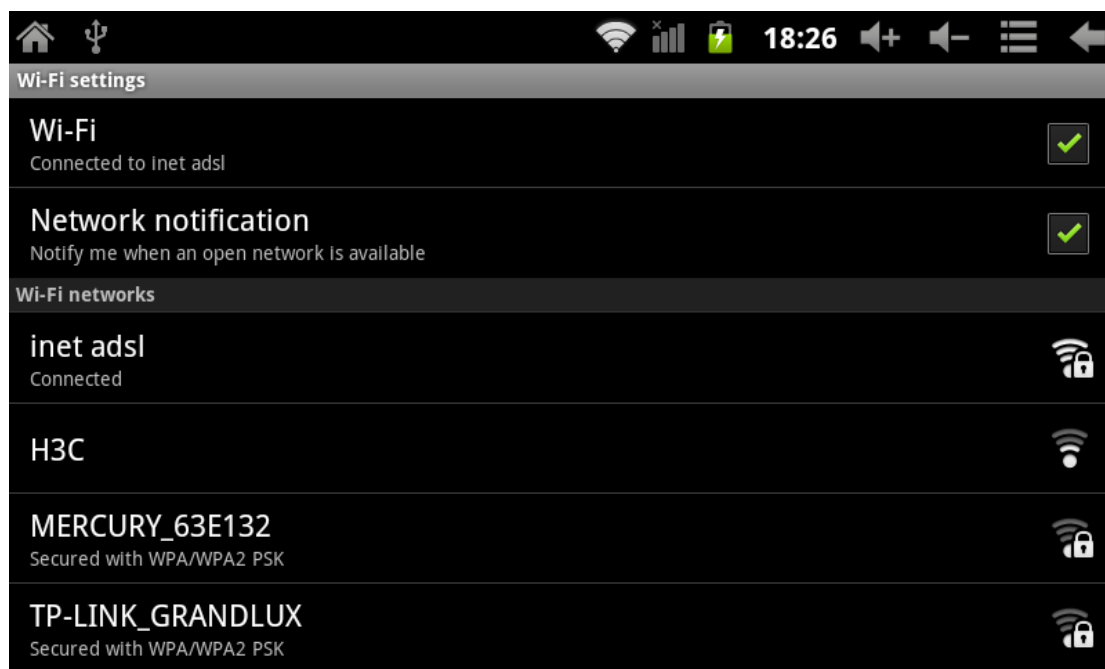 18:26
Wi-Fi settings
Wi-Fi
Connected to inet adsl
Network notification
Notify me when an open network is available
Wi-Fi networks
inet adsl
Connected
H3C
MERCURY_63E132
Secured with WPA/WPA2 PSK
TP-LINK_GRANDLUX
Secured with WPA/WPA2 PSK